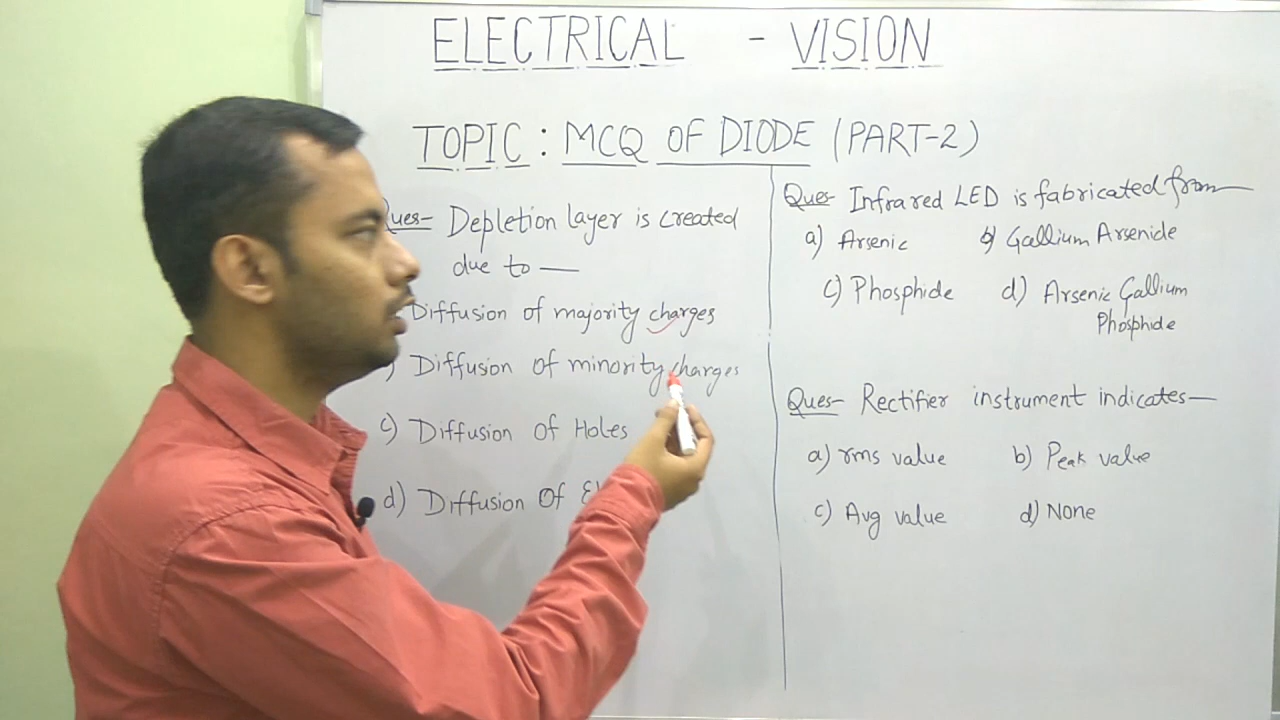 ELECTRICAL - VISION
TOPIC : MCQ OF DIODE (PART-2)
Ques- Depletion layer is created
due to —
Diffusion of majority charges
) Diffusion of minority charges
c) Diffusion of Holes
d) Diffusion Of
Ques- Infrared LED is fabricated from—
a) Arsenic b) Gallium Arsenide
c) Phosphide d) Arsenic Gallium
Phosphide
Ques- Rectifier instrument indicates—
a) rms value b) Peak value
c) Avg value d) None